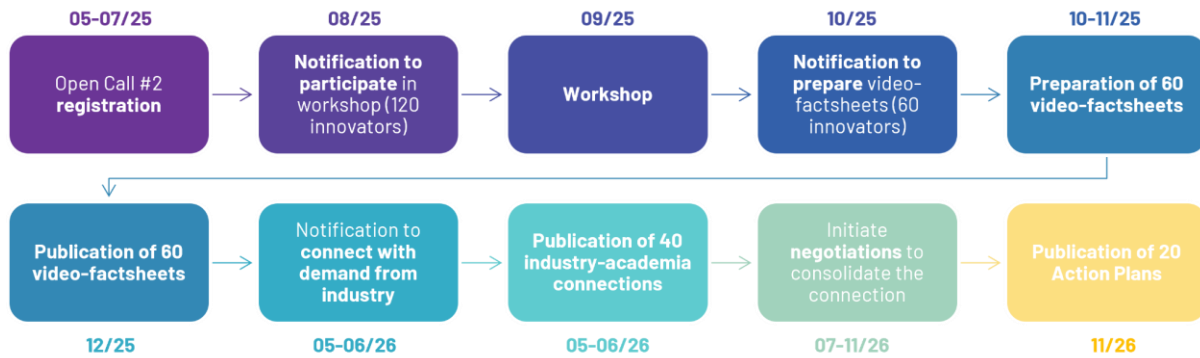 05-07/25
08/25
09/25
10/25
10-11/25
Open Call #2
registration
Notification to
participate in
workshop (120
innovators)
Workshop
Notification to
prepare video-
factsheets (60
innovators)
Preparation of 60
video-factsheets
Publication of 60
video-factsheets
Notification to
connect with
demand from
industry
Publication of 40
industry-academia
connections
Initiate
negotiations to
consolidate the
connection
Publication of 20
Action Plans
12/25
05-06/26
05-06/26
07-11/26
11/26